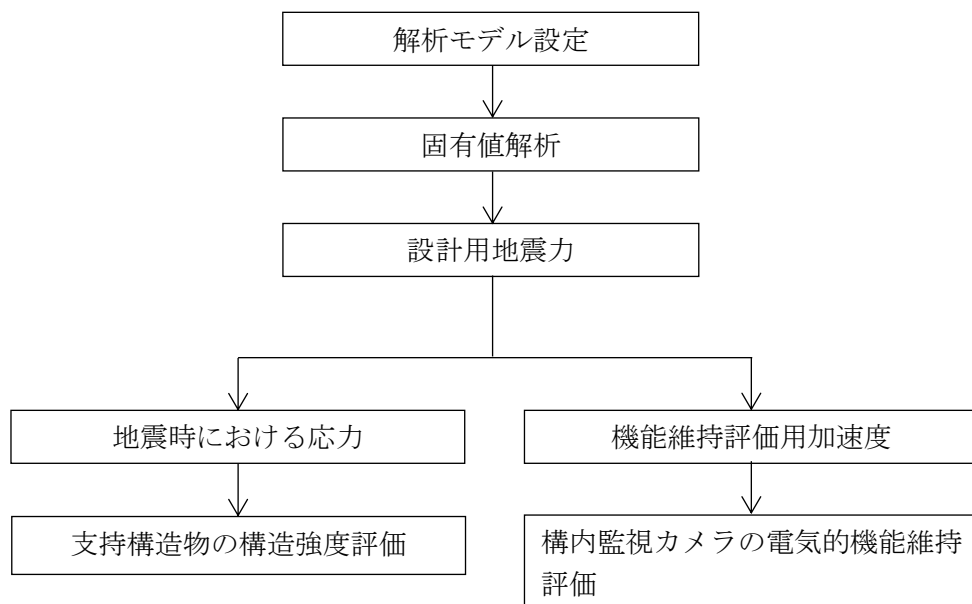 解析モデル設定
固有値解析
設計用地震力
地震時における応力
機能維持評価用加速度
支持構造物の構造強度評価
構内監視カメラの電気的機能維持
評価